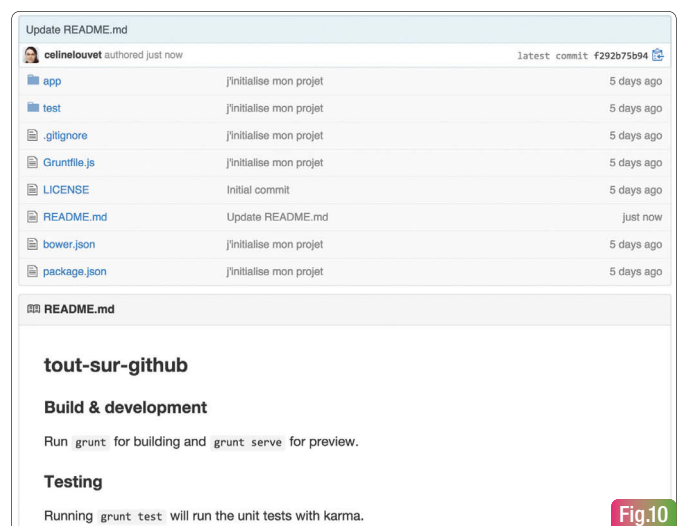 Update README.md
celinelouvet authored just now latest commit f292b75b94
app j'initialise mon projet 5 days ago
test j'initialise mon projet 5 days ago
.gitignore j'initialise mon projet 5 days ago
Gruntfile.js j'initialise mon projet 5 days ago
LICENSE Initial commit 5 days ago
README.md Update README.md just now
bower.json j'initialise mon projet 5 days ago
package.json j'initialise mon projet 5 days ago
README.md
tout-sur-github
Build & development
Run grunt for building and grunt serve for preview.
Testing
Running grunt test will run the unit tests with karma.
Fig.10